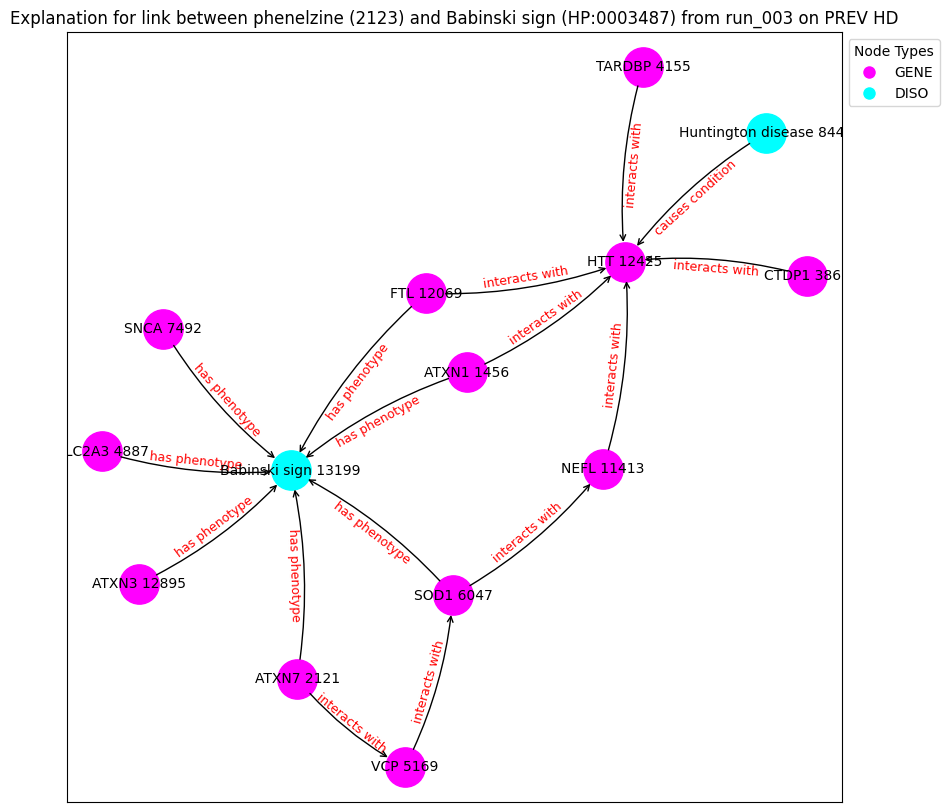 Explanation for link between phenelzine (2123) and Babinski sign (HP:0003487) from run_003 on PREV HD
Node Types
GENE
DISO
TARDBP 4155
Huntington disease 844
interacts with
causes condition
HTT 12425
interacts with
CTDP1 386
FTL 12069
interacts with
SNCA 7492
interacts with
interacts with
has phenotype
has phenotype
ATXN1 1456
has phenotype
LC2A3 4887
has phenotype
Babinski sign 13199
NEFL 11413
has phenotype
has phenotype
has phenotype
interacts with
ATXN3 12895
SOD1 6047
interacts with
ATXN7 2121
interacts with
VCP 5169